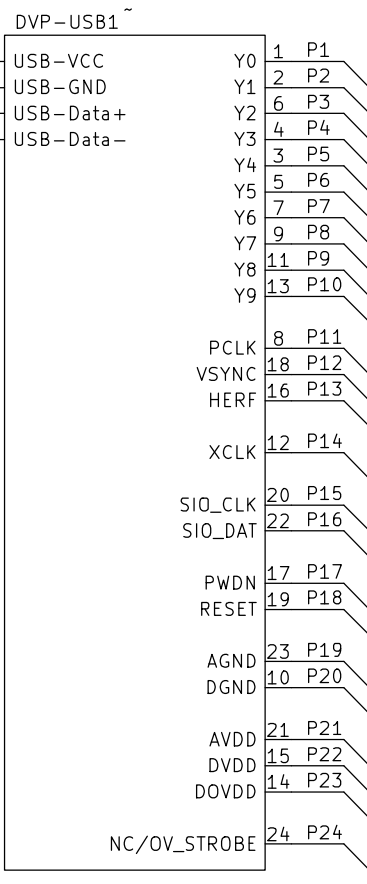 DVP-USB1 ~
USB-VCC Y0 1 P1
USB-GND Y1 2 P2
USB-Data+ Y2 6 P3
USB-Data- Y3 4 P4
Y4 3 P5
Y5 5 P6
Y6 7 P7
Y7 9 P8
Y8 11 P9
Y9 13 P10
PCLK 8 P11
VSYNC 18 P12
HERF 16 P13
XCLK 12 P14
SIO_CLK 20 P15
SIO_DAT 22 P16
PWDN 17 P17
RESET 19 P18
AGND 23 P19
DGND 10 P20
AVDD 21 P21
DVDD 15 P22
DOVDD 14 P23
NC/OV_STROBE 24 P24